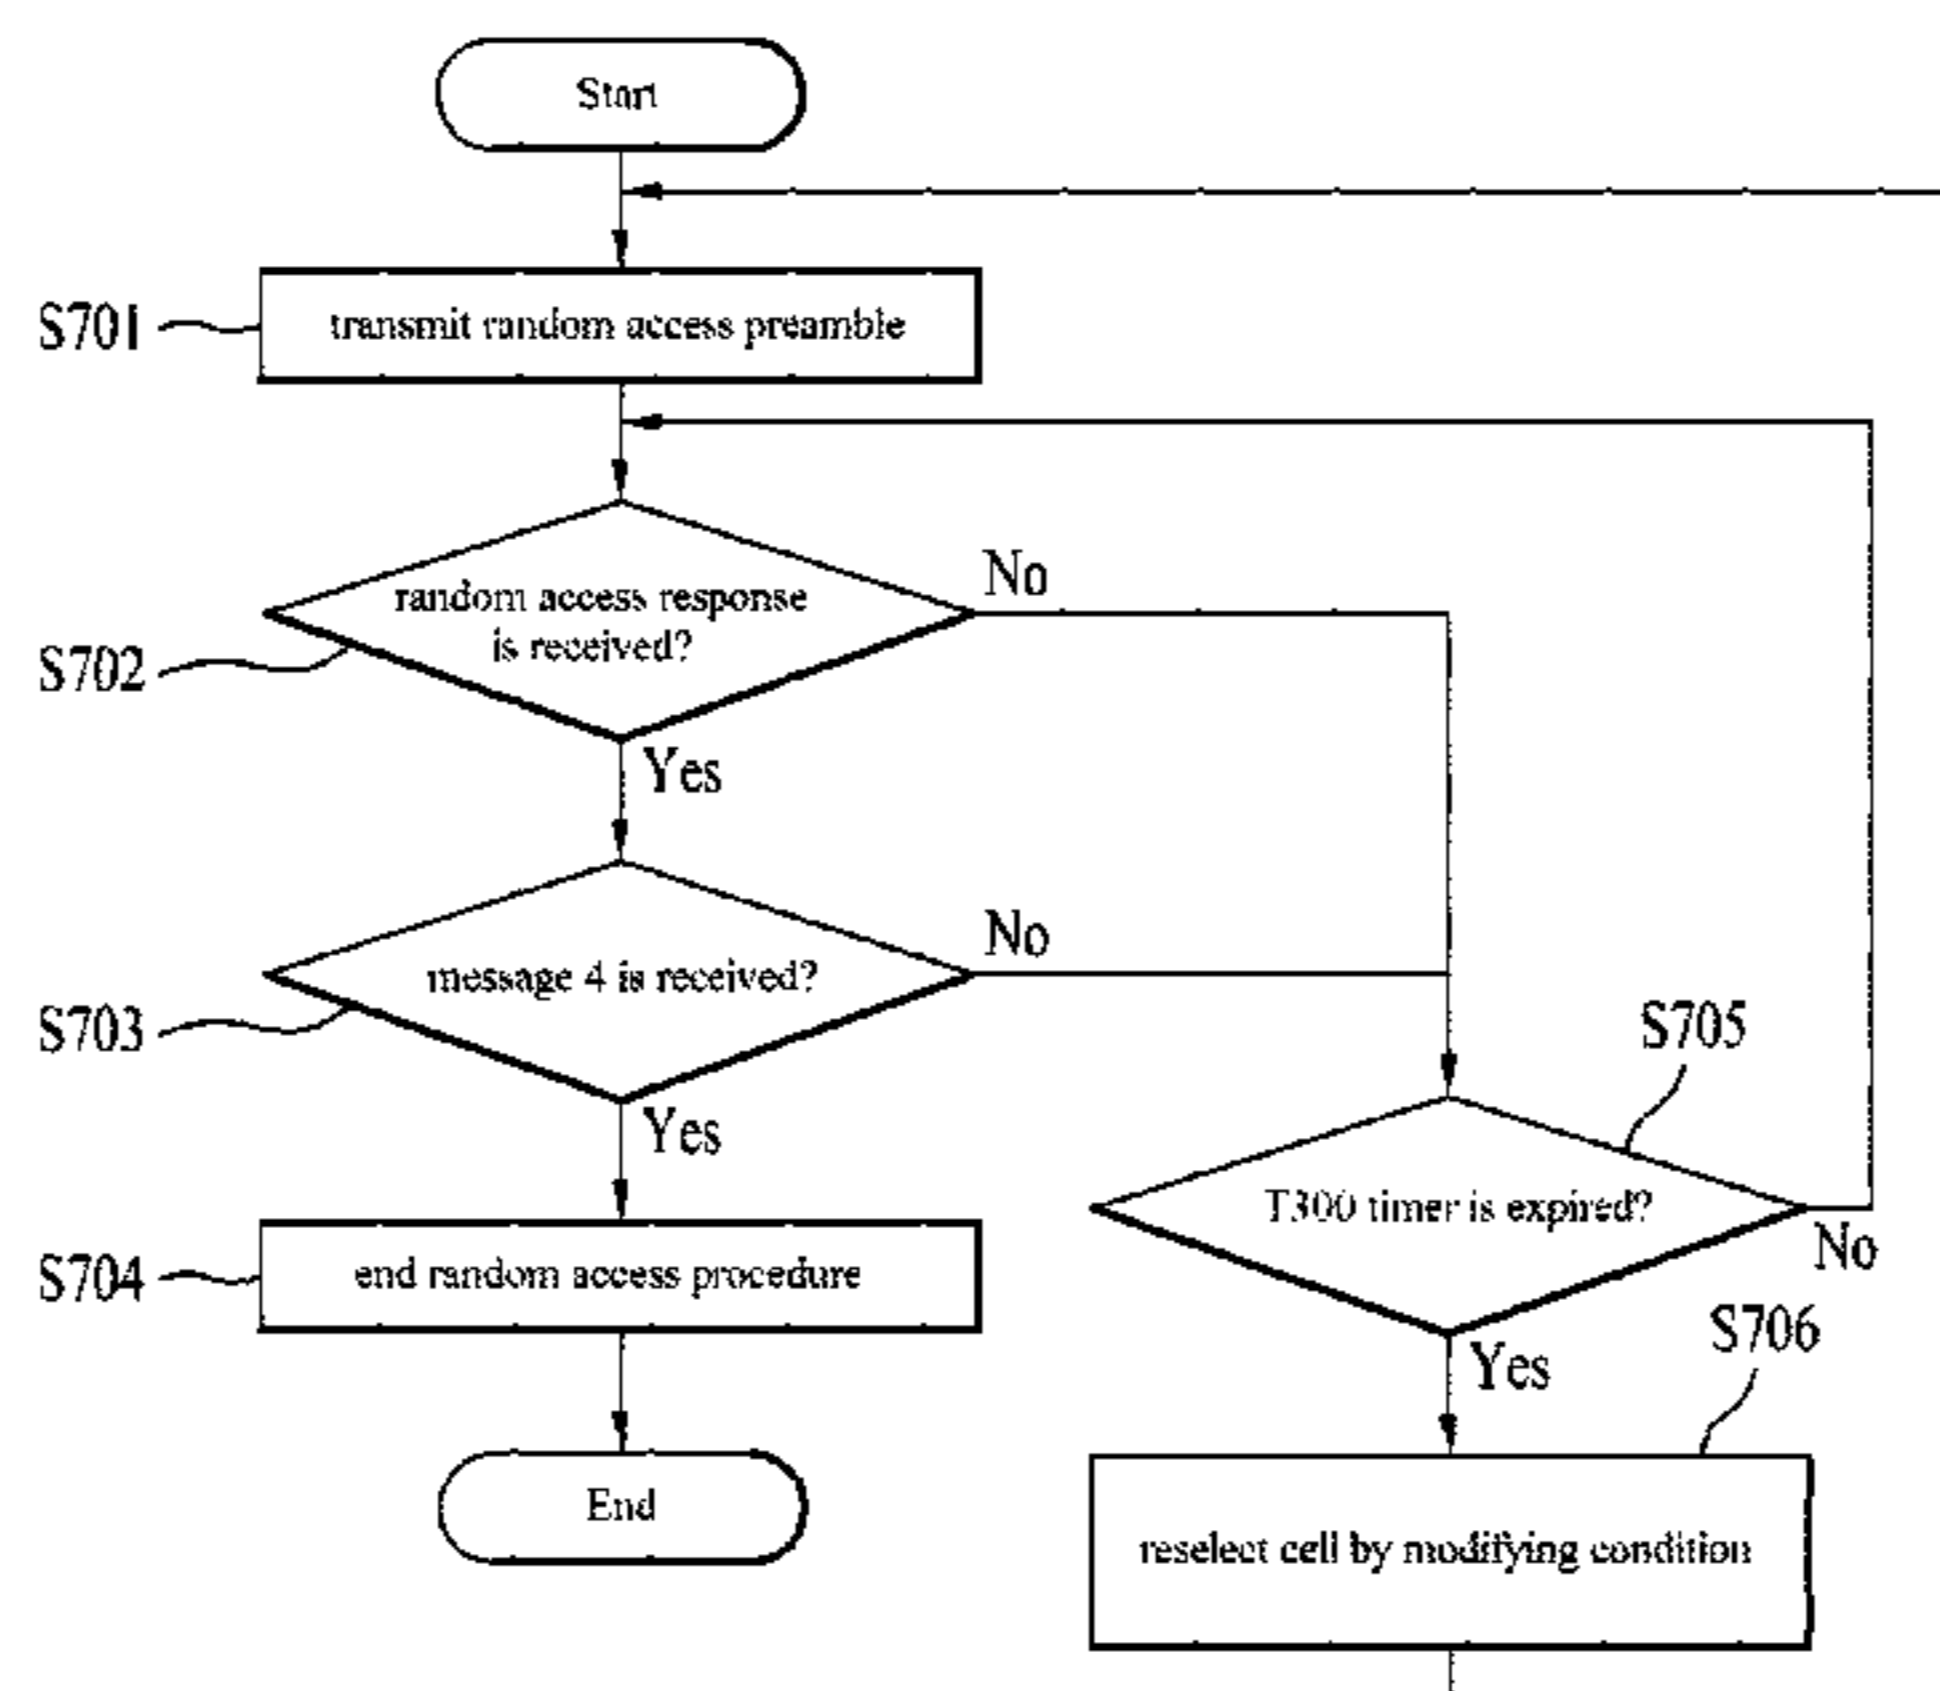 Start
S701
transmit random access preamble
random access response
is received?
No
S702
Yes
message 4 is received?
No
S703
Yes
S705
T300 timer is expired?
No
S704
end random access procedure
Yes
S706
End
reselect cell by modifying condition